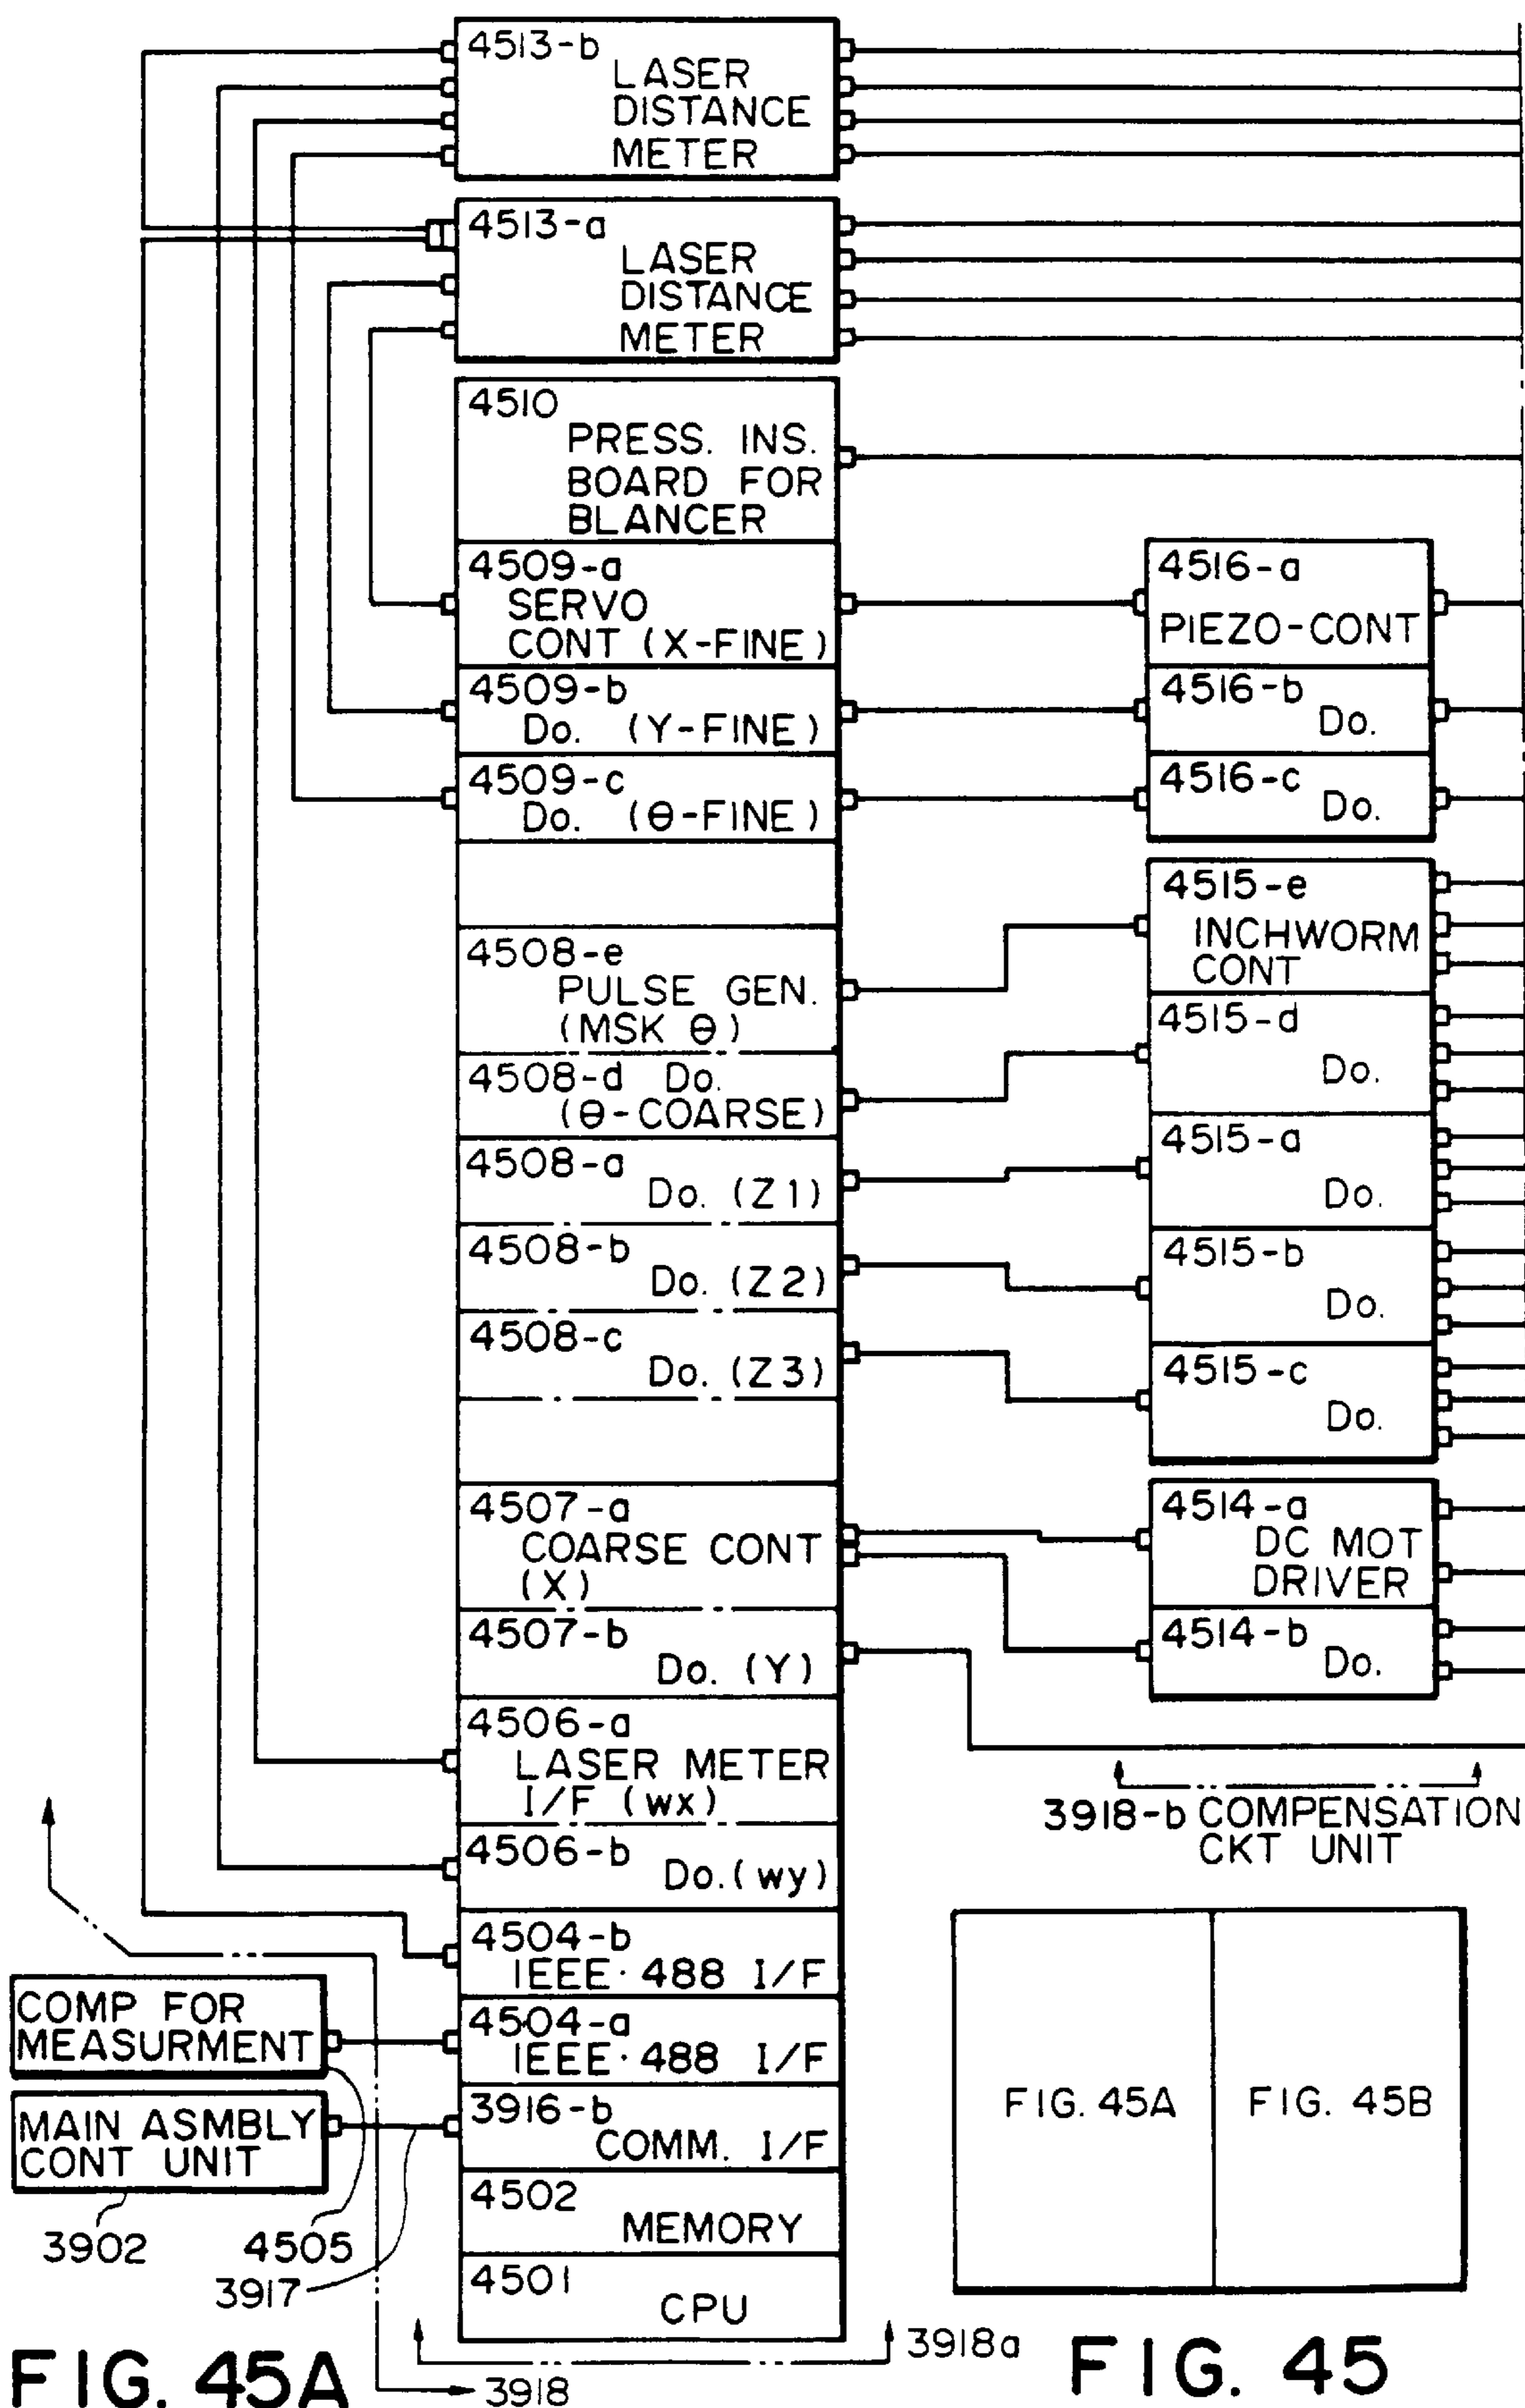 4513-b
LASER
DISTANCE
METER
4513-a
LASER
DISTANCE
METER
4510
PRESS. INS.
BOARD FOR
BLANCER
4509-a
SERVO
CONT (X-FINE)
4509-b
Do. (Y-FINE)
4509-c
Do. (θ-FINE)
4508-e
PULSE GEN.
(MSK θ)
4508-d Do.
(θ-COARSE)
4508-a
Do. (Z1)
4508-b
Do. (Z2)
4508-c
Do. (Z3)
4507-a
COARSE CONT
(X)
4507-b
Do. (Y)
4506-a
LASER METER
I/F (wx)
4506-b
Do. (wy)
4504-b
IEEE·488 I/F
4504-a
IEEE·488 I/F
3916-b
COMM. I/F
4502
MEMORY
4501
CPU
4516-a
PIEZO-CONT
4516-b
Do.
4516-c
Do.
4515-e
INCHWORM
CONT
4515-d
Do.
4515-a
Do.
4515-b
Do.
4515-c
Do.
4514-a
DC MOT
DRIVER
4514-b
Do.
3918-b COMPENSATION
CKT UNIT
COMP FOR
MEASURMENT
MAIN ASMBLY
CONT UNIT
3902
4505
3917
FIG. 45A
FIG. 45B
3918a
3918
FIG. 45A
FIG. 45